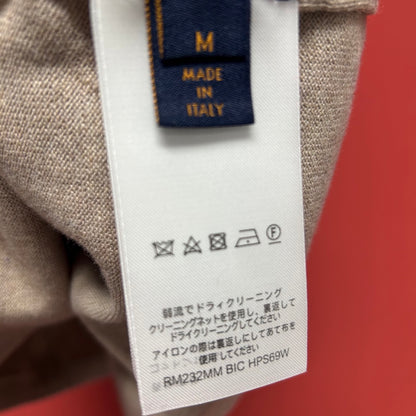 M
MADE
IN
ITALY
F
弱流でドライクリーニング
クリーニングネットを使用し、裏返しして
ドライクリーニングしてください
アイロンの際は裏返しにしてあて布を
使用してください
RM232MM BIC HPS69W